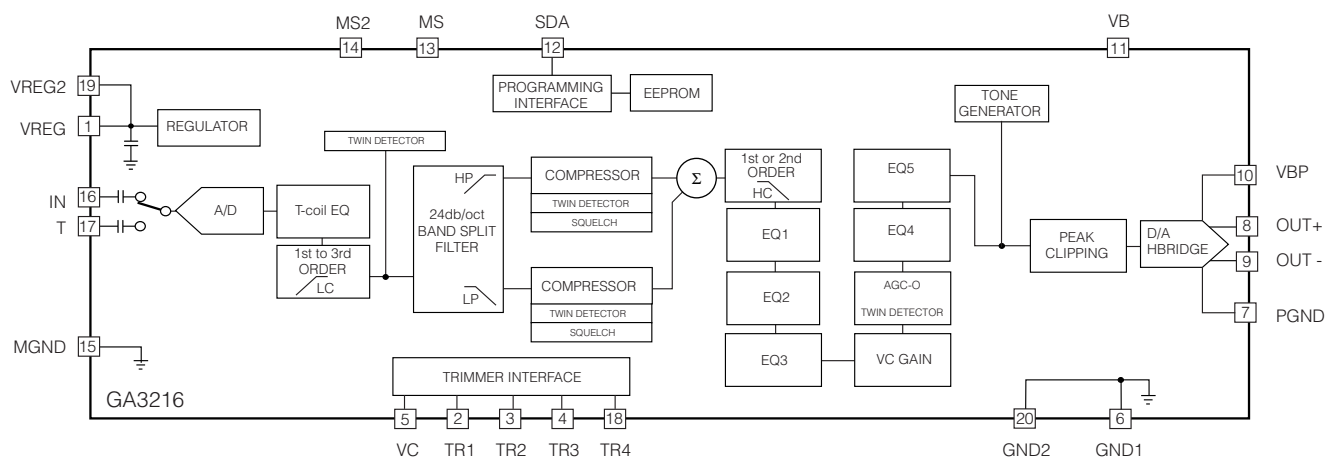 MS2
MS
SDA
VB
14
13
12
11
VREG2
19
VREG
1
REGULATOR
PROGRAMMING
INTERFACE
EEPROM
TONE
GENERATOR
TWIN DETECTOR
IN
16
T
17
A/D
T-coil EQ
1st to 3rd
ORDER
LC
HP
24db/oct
BAND SPLIT
FILTER
LP
COMPRESSOR
TWIN DETECTOR
SQUELCH
COMPRESSOR
TWIN DETECTOR
SQUELCH
Σ
1st or 2nd
ORDER
HC
EQ1
EQ2
EQ3
EQ5
EQ4
AGC-O
TWIN DETECTOR
VC GAIN
PEAK
CLIPPING
D/A
HBRIDGE
10
VBP
8
OUT+
9
OUT -
7
PGND
MGND
15
GA3216
TRIMMER INTERFACE
5
2
3
4
18
20
6
VC
TR1
TR2
TR3
TR4
GND2
GND1